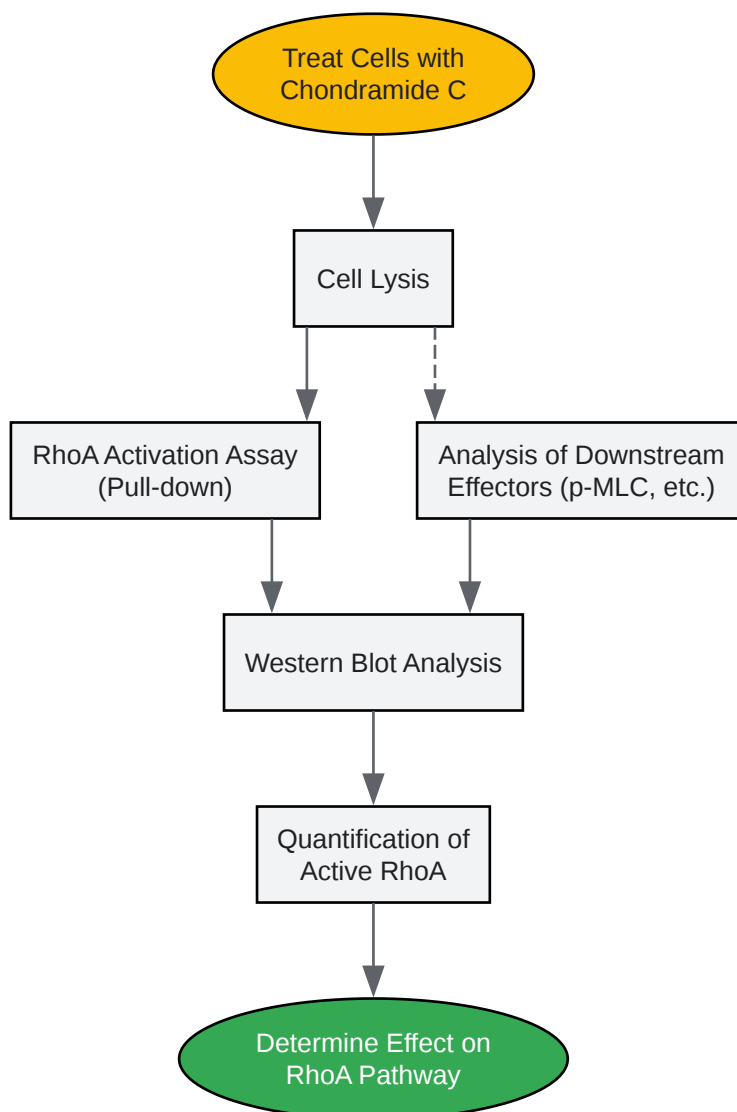 Treat Cells with
Chondramide C
Cell Lysis
RhoA Activation Assay
(Pull-down)
Analysis of Downstream
Effectors (p-MLC, etc.)
Western Blot Analysis
Quantification of
Active RhoA
Determine Effect on
RhoA Pathway